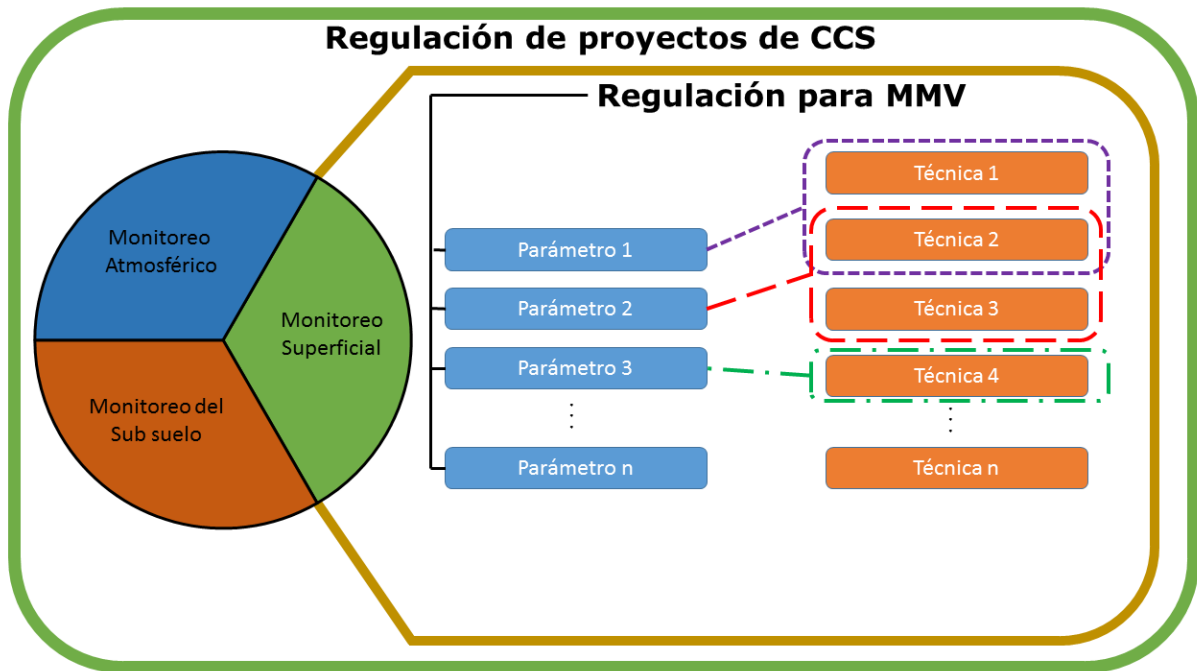 Regulación de proyectos de CCS
Regulación para MMV
Monitoreo
Atmosférico
Monitoreo
Superficial
Monitoreo del
Sub suelo
Parámetro 1
Parámetro 2
Parámetro 3
...
Parámetro n
Técnica 1
Técnica 2
Técnica 3
Técnica 4
...
Técnica n